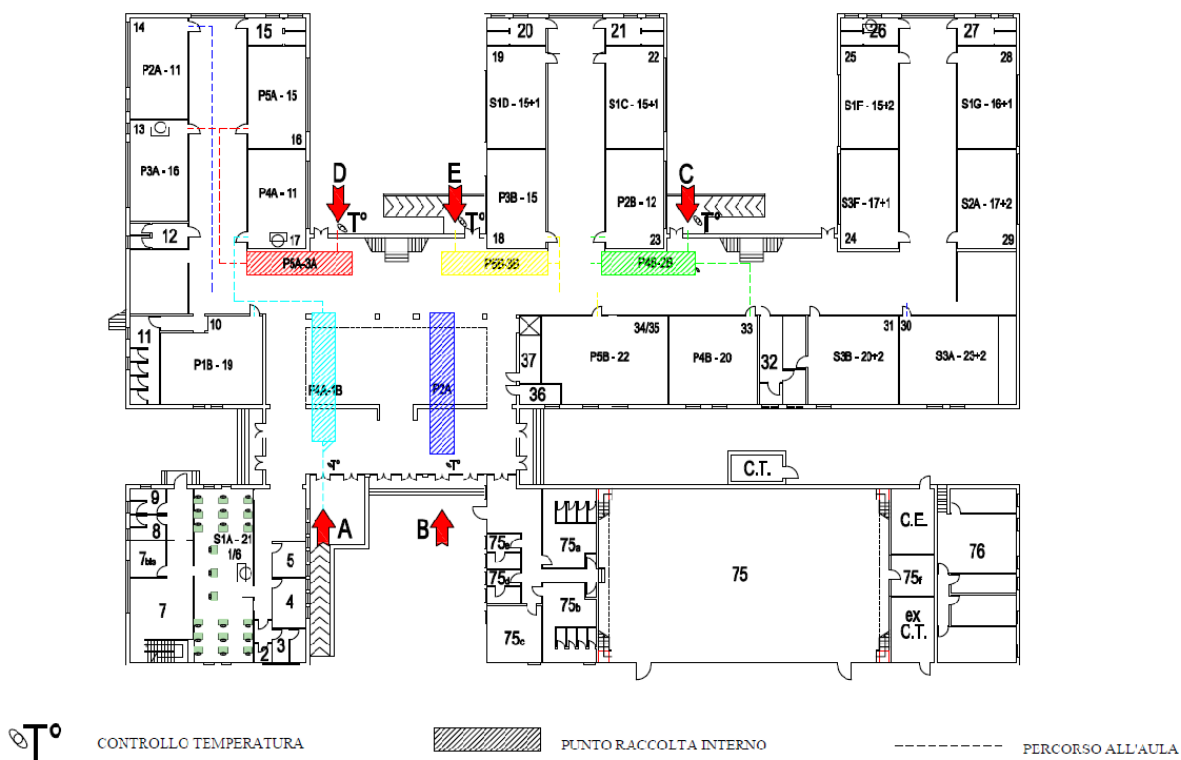 14
15
20
21
26
27
P2A - 11
P5A - 15
19
S1D - 15+1
22
S1C - 15+1
25
S1F - 15+2
28
S1G - 16+1
13
16
P3A - 16
P4A - 11
D
E
P3B - 15
P2B - 12
C
S3F - 17+1
S2A - 17+2
T°
T°
T°
12
17
18
23
24
29
P5A-3A
P5B-3B
P4B-2B
11
10
P1B - 19
P4A-1B
P2A
37
36
34/35
P5B - 22
33
P4B - 20
32
31
S3B - 20+2
30
S3A - 23+2
T°
T°
C.T.
9
8
7bis
7
S1A - 21
1/6
5
4
3
2
A
B
75e
75d
75c
75a
75b
75
C.E.
75f
ex
C.T.
76
T° CONTROLLO TEMPERATURA
PUNTO RACCOLTA INTERNO
PERCORSO ALL'AULA